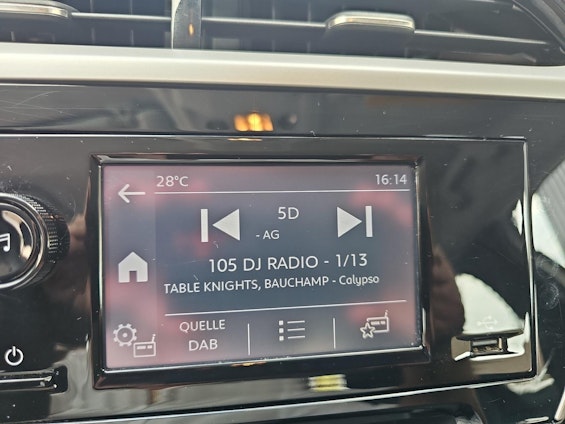 28°C 16:14
5D
- AG
105 DJ RADIO - 1/13
TABLE KNIGHTS, BAUCHAMP - Calypso
QUELLE
DAB